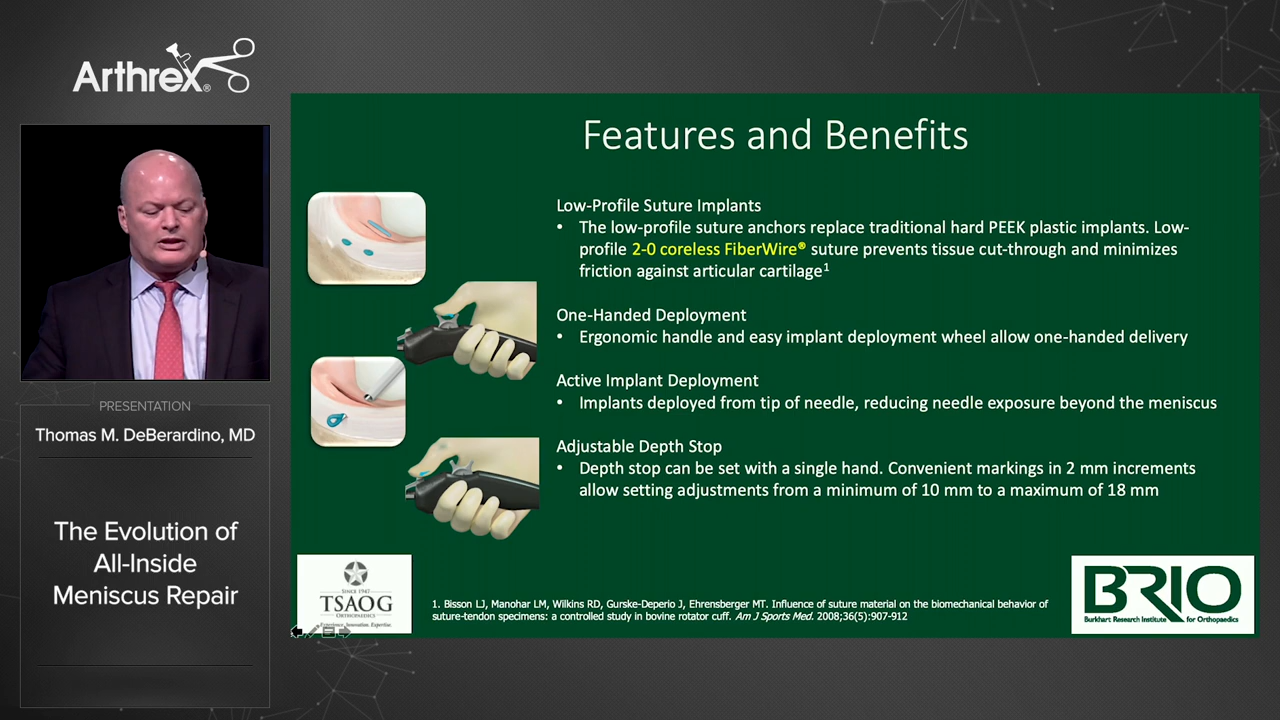 Arthrex®
PRESENTATION
Thomas M. DeBerardino, MD
The Evolution of
All-Inside
Meniscus Repair
Features and Benefits
Low-Profile Suture Implants
• The low-profile suture anchors replace traditional hard PEEK plastic implants. Low-
profile 2-0 coreless FiberWire® suture prevents tissue cut-through and minimizes
friction against articular cartilage1
One-Handed Deployment
• Ergonomic handle and easy implant deployment wheel allow one-handed delivery
Active Implant Deployment
• Implants deployed from tip of needle, reducing needle exposure beyond the meniscus
Adjustable Depth Stop
• Depth stop can be set with a single hand. Convenient markings in 2 mm increments
allow setting adjustments from a minimum of 10 mm to a maximum of 18 mm
SINCE 1947
TSAOG
ORTHOPAEDICS
Experience. Innovation. Expertise.
1. Bisson LJ, Manohar LM, Wilkins RD, Gurske-Deperio J, Ehrensberger MT. Influence of suture material on the biomechanical behavior of
suture-tendon specimens: a controlled study in bovine rotator cuff. Am J Sports Med. 2008;36(5):907-912
BRIO
Burkhart Research Institute for Orthopaedics